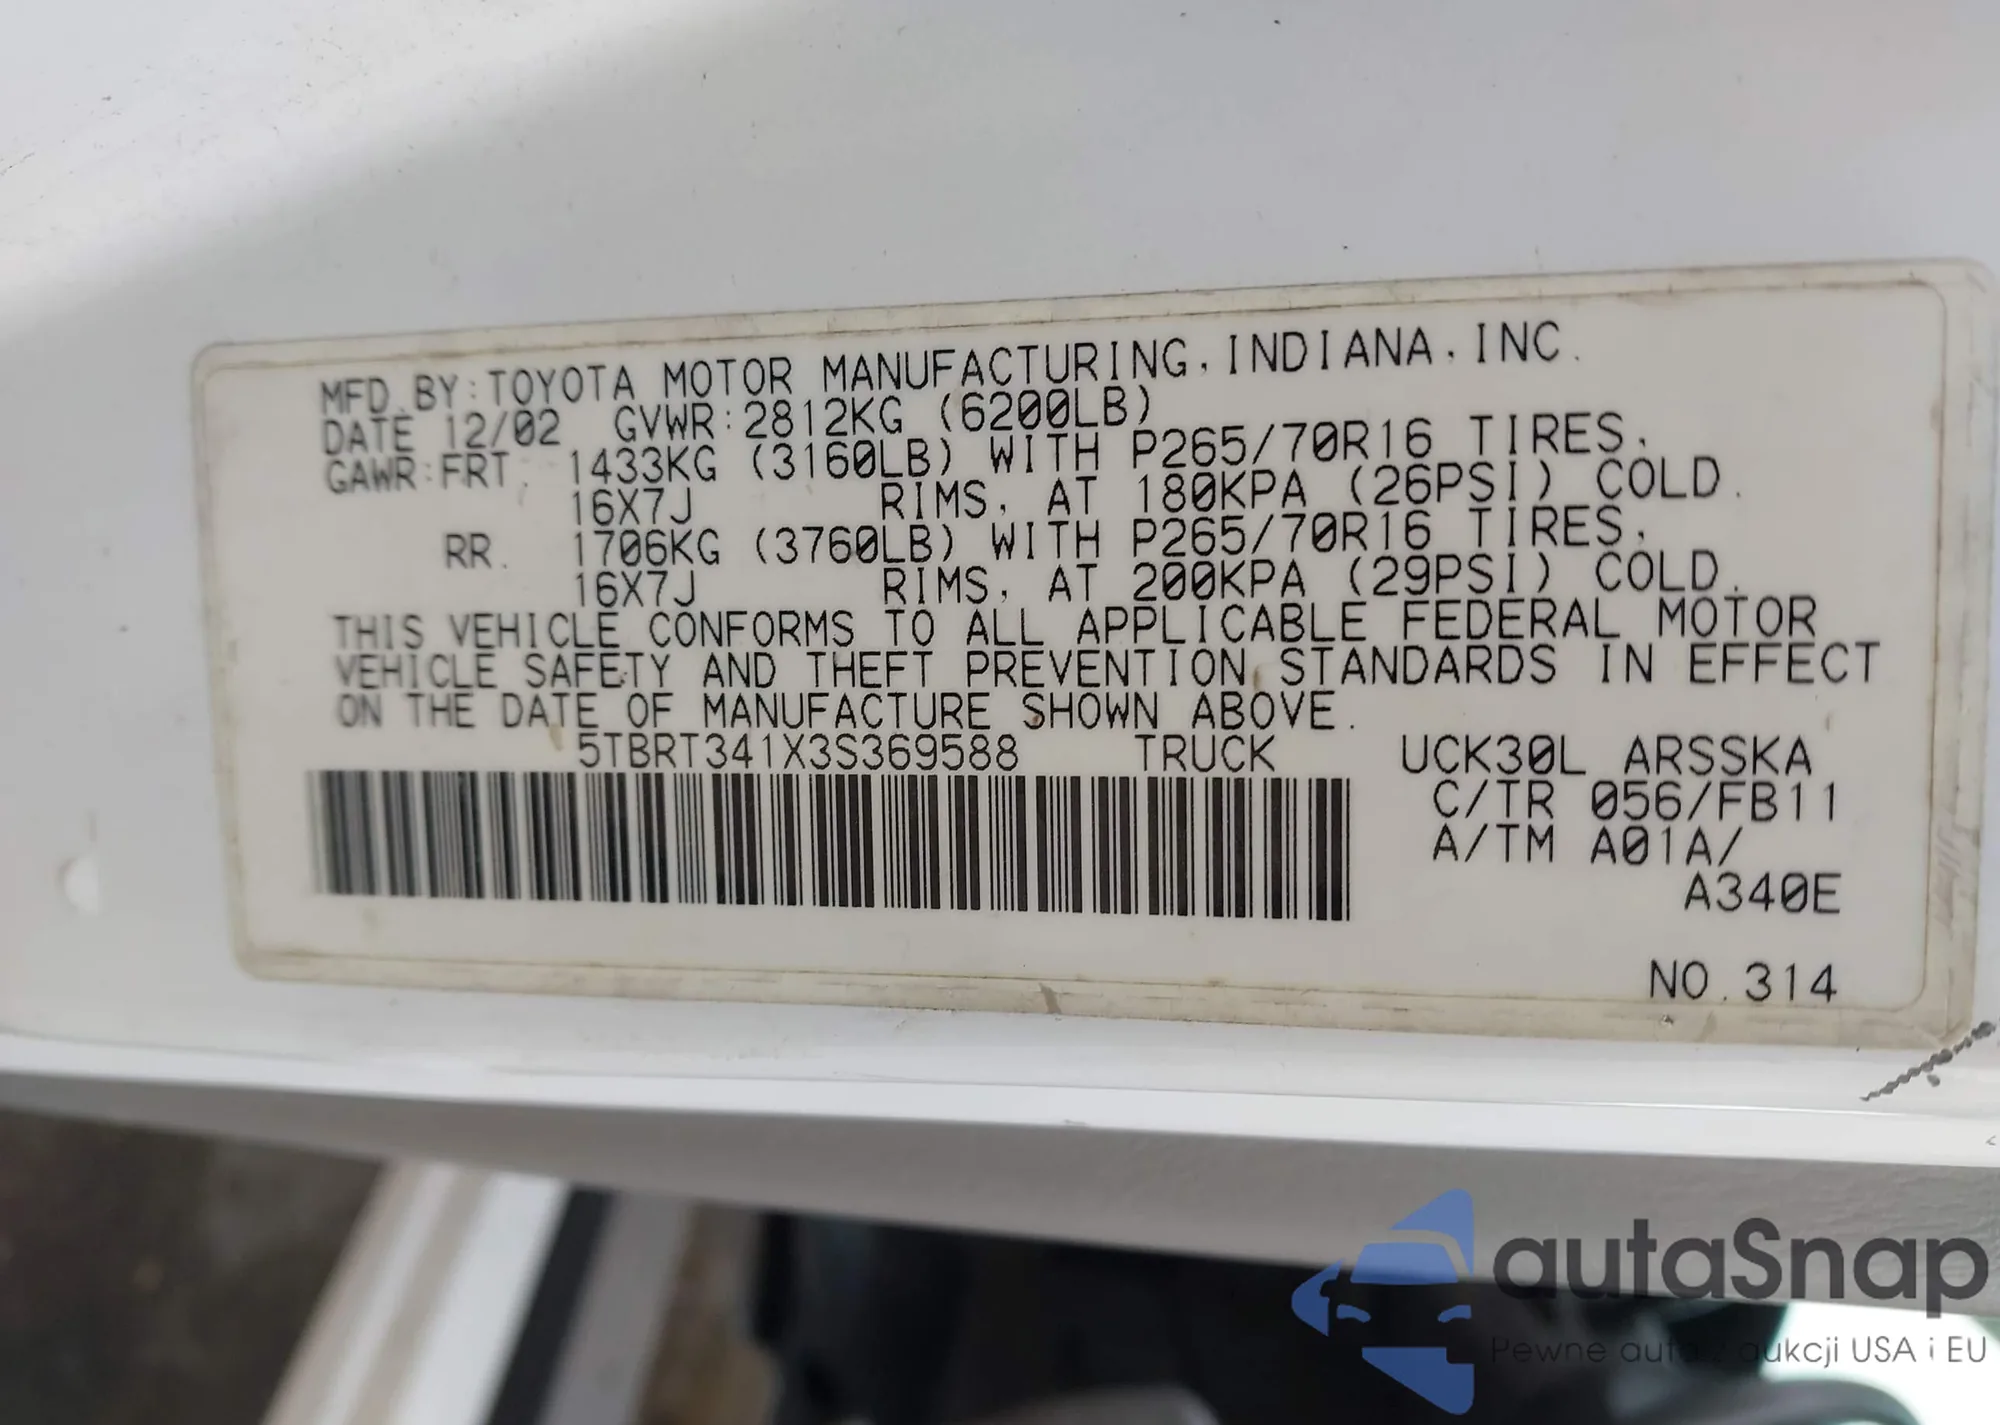 MFD. BY: TOYOTA MOTOR MANUFACTURING, INDIANA, INC.
DATE 12/02 GVWR: 2812KG (6200LB)
GAWR: FRT. 1433KG (3160LB) WITH P265/70R16 TIRES,
16X7J RIMS, AT 180KPA (26PSI) COLD.
RR. 1706KG (3760LB) WITH P265/70R16 TIRES,
16X7J RIMS, AT 200KPA (29PSI) COLD.
THIS VEHICLE CONFORMS TO ALL APPLICABLE FEDERAL MOTOR
VEHICLE SAFETY AND THEFT PREVENTION STANDARDS IN EFFECT
ON THE DATE OF MANUFACTURE SHOWN ABOVE.
5TBRT341X3S369588 TRUCK UCK30L ARSSKA
C/TR 056/FB11
A/TM A01A/
A340E
NO. 314
autaSnap
Pewne auta z aukcji USA i EU